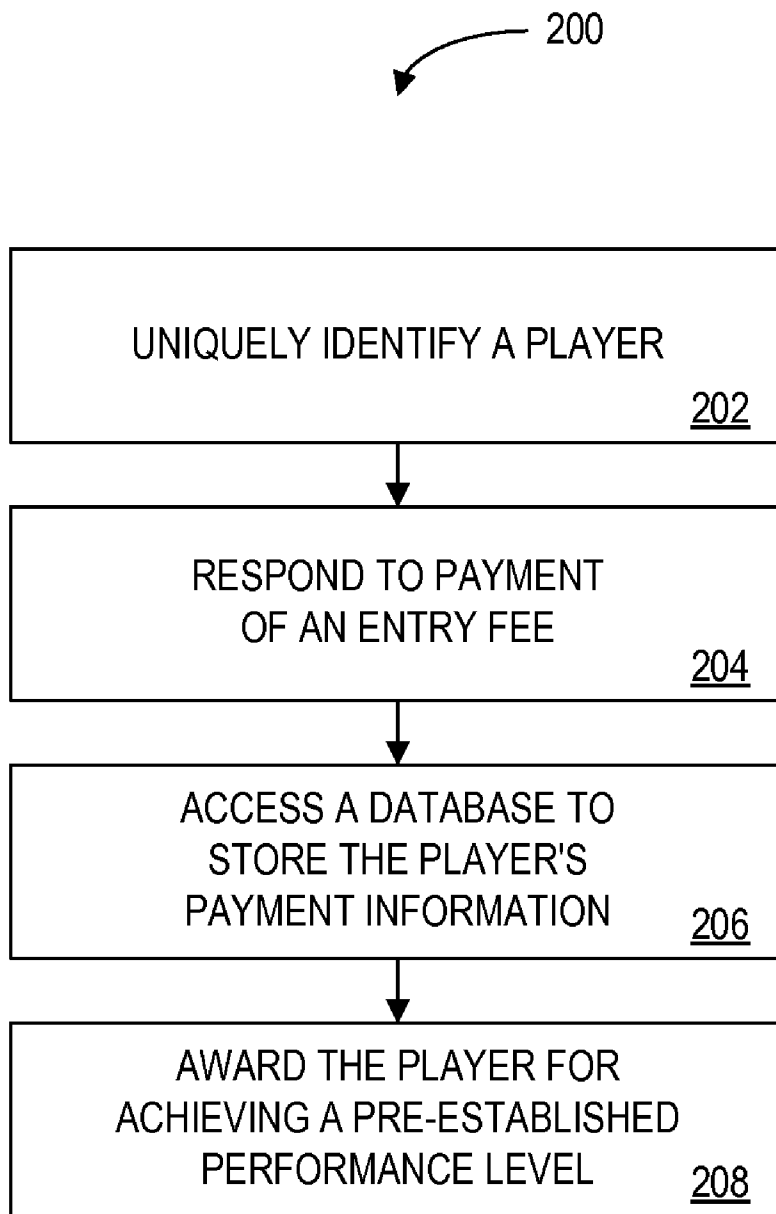 200
UNIQUELY IDENTIFY A PLAYER
202
RESPOND TO PAYMENT
OF AN ENTRY FEE
204
ACCESS A DATABASE TO
STORE THE PLAYER'S
PAYMENT INFORMATION
206
AWARD THE PLAYER FOR
ACHIEVING A PRE-ESTABLISHED
PERFORMANCE LEVEL
208